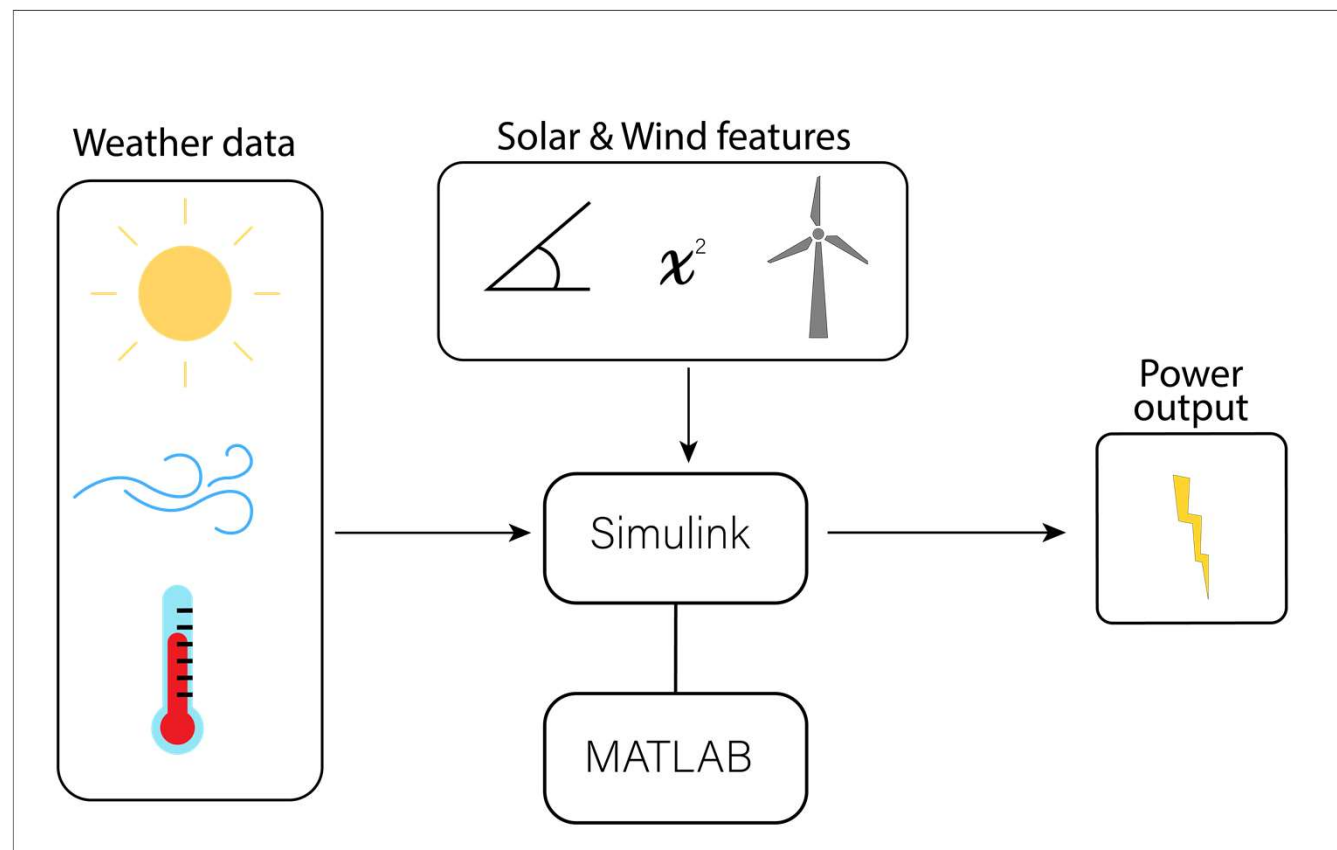 Weather data
Solar & Wind features
x²
Simulink
MATLAB
Power
output